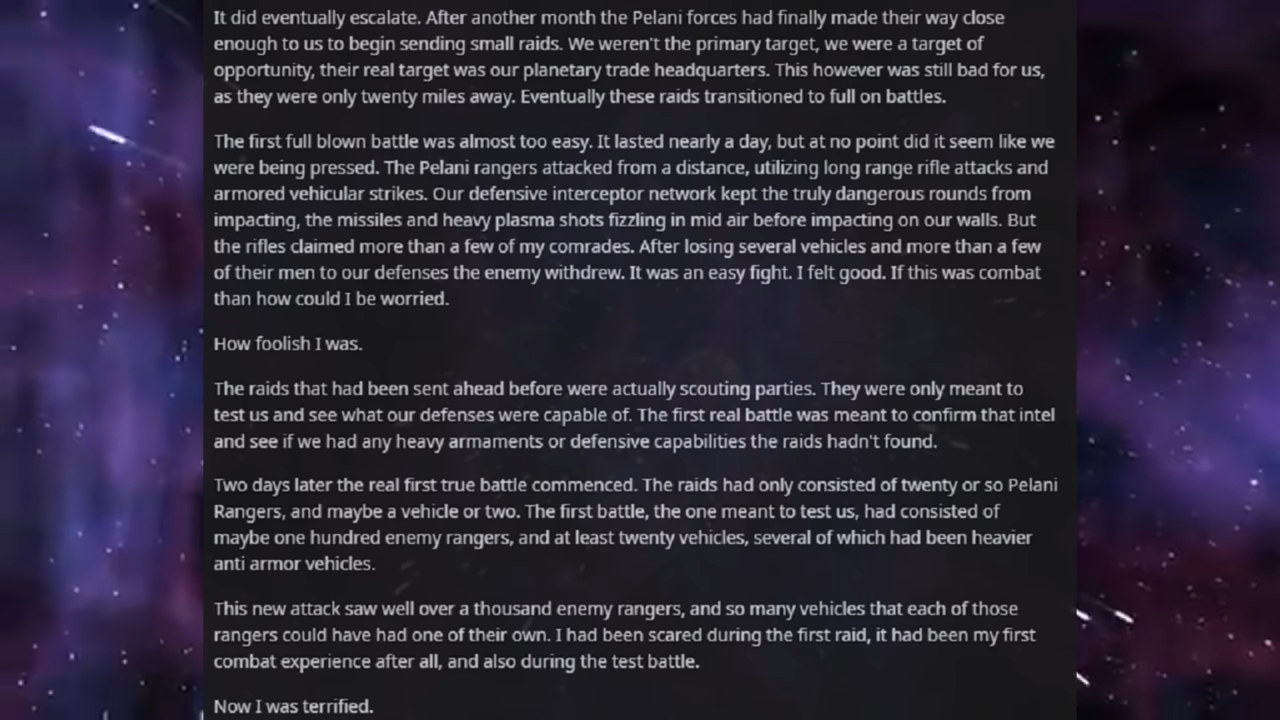 It did eventually escalate. After another month the Pelani forces had finally made their way close
enough to us to begin sending small raids. We weren't the primary target, we were a target of
opportunity, their real target was our planetary trade headquarters. This however was still bad for us,
as they were only twenty miles away. Eventually these raids transitioned to full on battles.
The first full blown battle was almost too easy. It lasted nearly a day, but at no point did it seem like we
were being pressed. The Pelani rangers attacked from a distance, utilizing long range rifle attacks and
armored vehicular strikes. Our defensive interceptor network kept the truly dangerous rounds from
impacting, the missiles and heavy plasma shots fizzling in mid air before impacting on our walls. But
the rifles claimed more than a few of my comrades. After losing several vehicles and more than a few
of their men to our defenses the enemy withdrew. It was an easy fight. I felt good. If this was combat
than how could I be worried.
How foolish I was.
The raids that had been sent ahead before were actually scouting parties. They were only meant to
test us and see what our defenses were capable of. The first real battle was meant to confirm that intel
and see if we had any heavy armaments or defensive capabilities the raids hadn't found.
Two days later the real first true battle commenced. The raids had only consisted of twenty or so Pelani
Rangers, and maybe a vehicle or two. The first battle, the one meant to test us, had consisted of
maybe one hundred enemy rangers, and at least twenty vehicles, several of which had been heavier
anti armor vehicles.
This new attack saw well over a thousand enemy rangers, and so many vehicles that each of those
rangers could have had one of their own. I had been scared during the first raid, it had been my first
combat experience after all, and also during the test battle.
Now I was terrified.